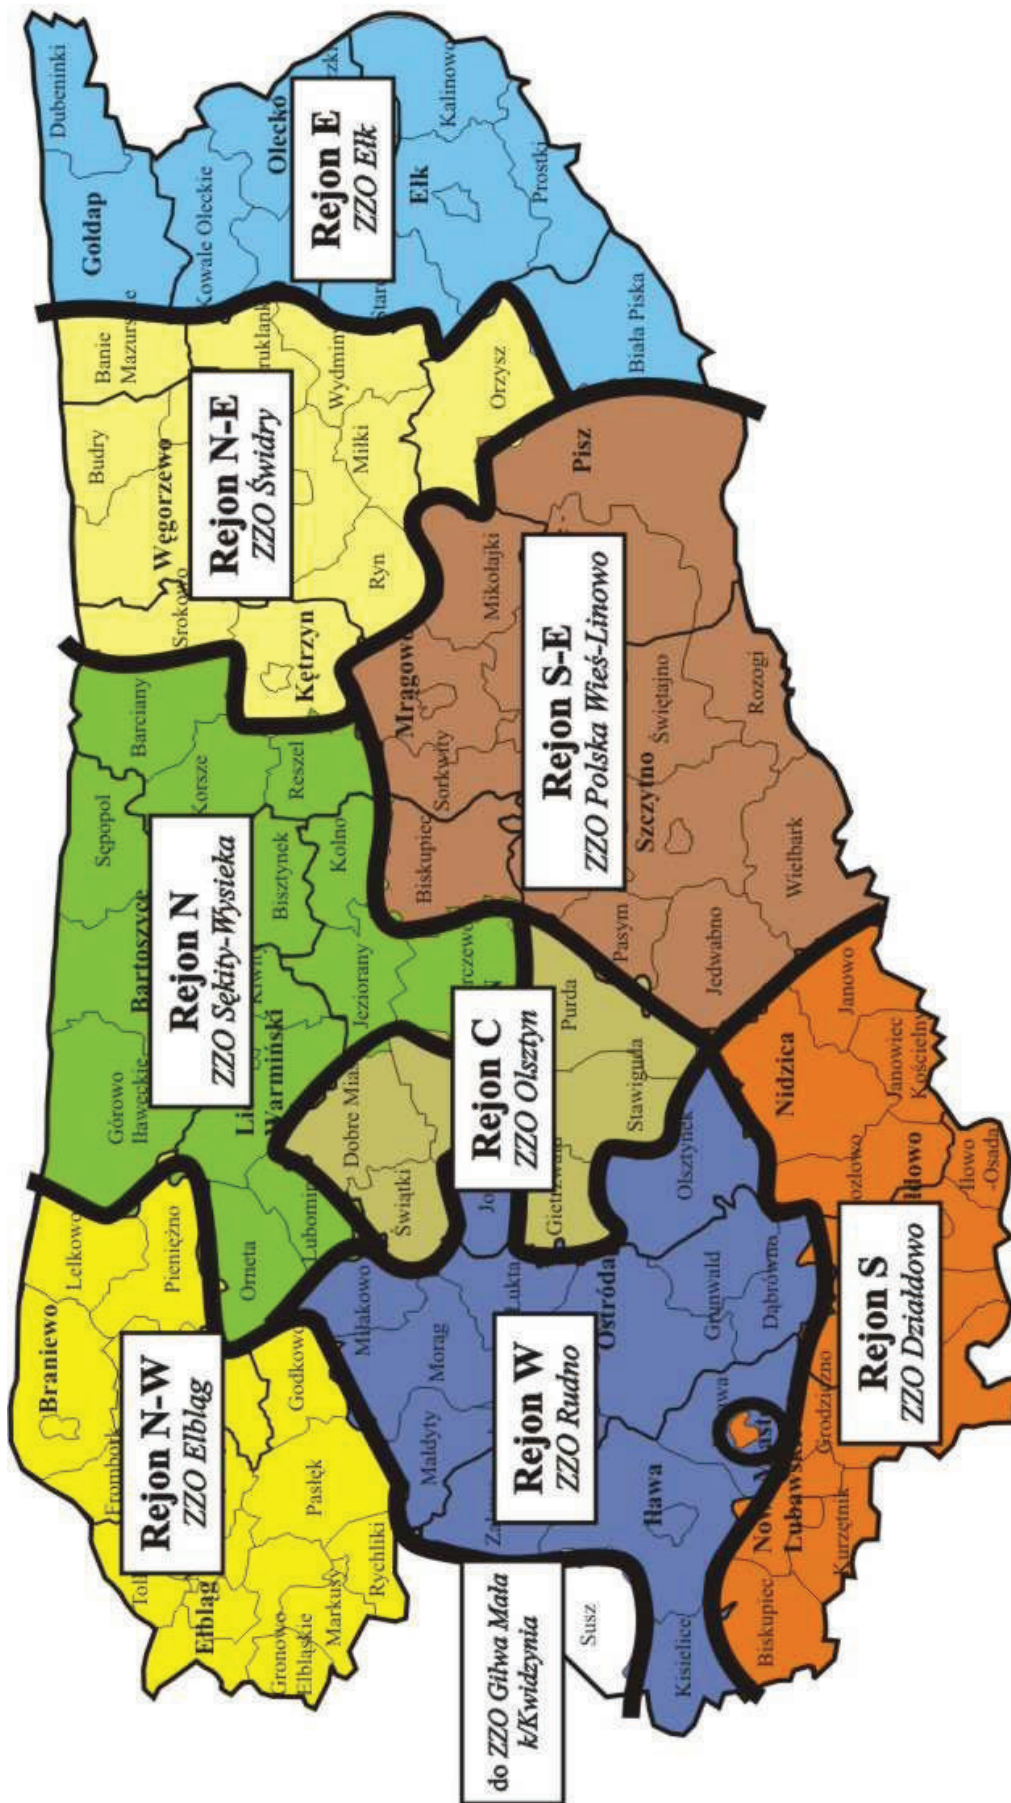 Braniewo
Lelkowo
Frombork
Pieniężno
Rejon N-W
ZZO Elbląg
Elbląg
Pasłęk
Godkowo
Gronowo
Elbląskie
Markusy
Rychliki
Górowo
Iławeckie
Bartoszyce
Sępopol
Barciany
Rejon N
ZZO Sękity-Wysieka
Korsze
Bisztynek
Reszel
Kiwity
Warmiński
Orneta
Lubomin
Jeziorany
Kolno
Węgorzewo
Budry
Banie
Mazurskie
Srokowo
Rejon N-E
ZZO Świdry
Kętrzyn
Ryn
Miłki
Wydminy
Orzysz
Gołdap
Dubeninki
Kowale Oleckie
Olecko
Rejon E
ZZO Ełk
Ełk
Kalinowo
Prostki
Biała Piska
Dobre Mias
Świątki
Rejon C
ZZO Olsztyn
Gietrzwałd
Stawiguda
Purda
Miłakowo
Morąg
Małdyty
Łukta
Rejon W
ZZO Rudno
Ostróda
Olsztynek
Grunwald
Dąbrówno
Iława
Kisielice
do ZZO Gilwa Mała
k/Kwidzynia
Susz
Biskupiec
Sorkwity
Mrągowo
Mikołajki
Rejon S-E
ZZO Polska Wieś-Linowo
Pisz
Pasym
Szczytno
Świętajno
Jedwabno
Wielbark
Rozogi
Biskupiec
Lubawskie
Kurzętnik
Grodziczno
Rejon S
ZZO Działdowo
Nidzica
Janowo
Janowiec
Kościelny
Iłowo
-Osada